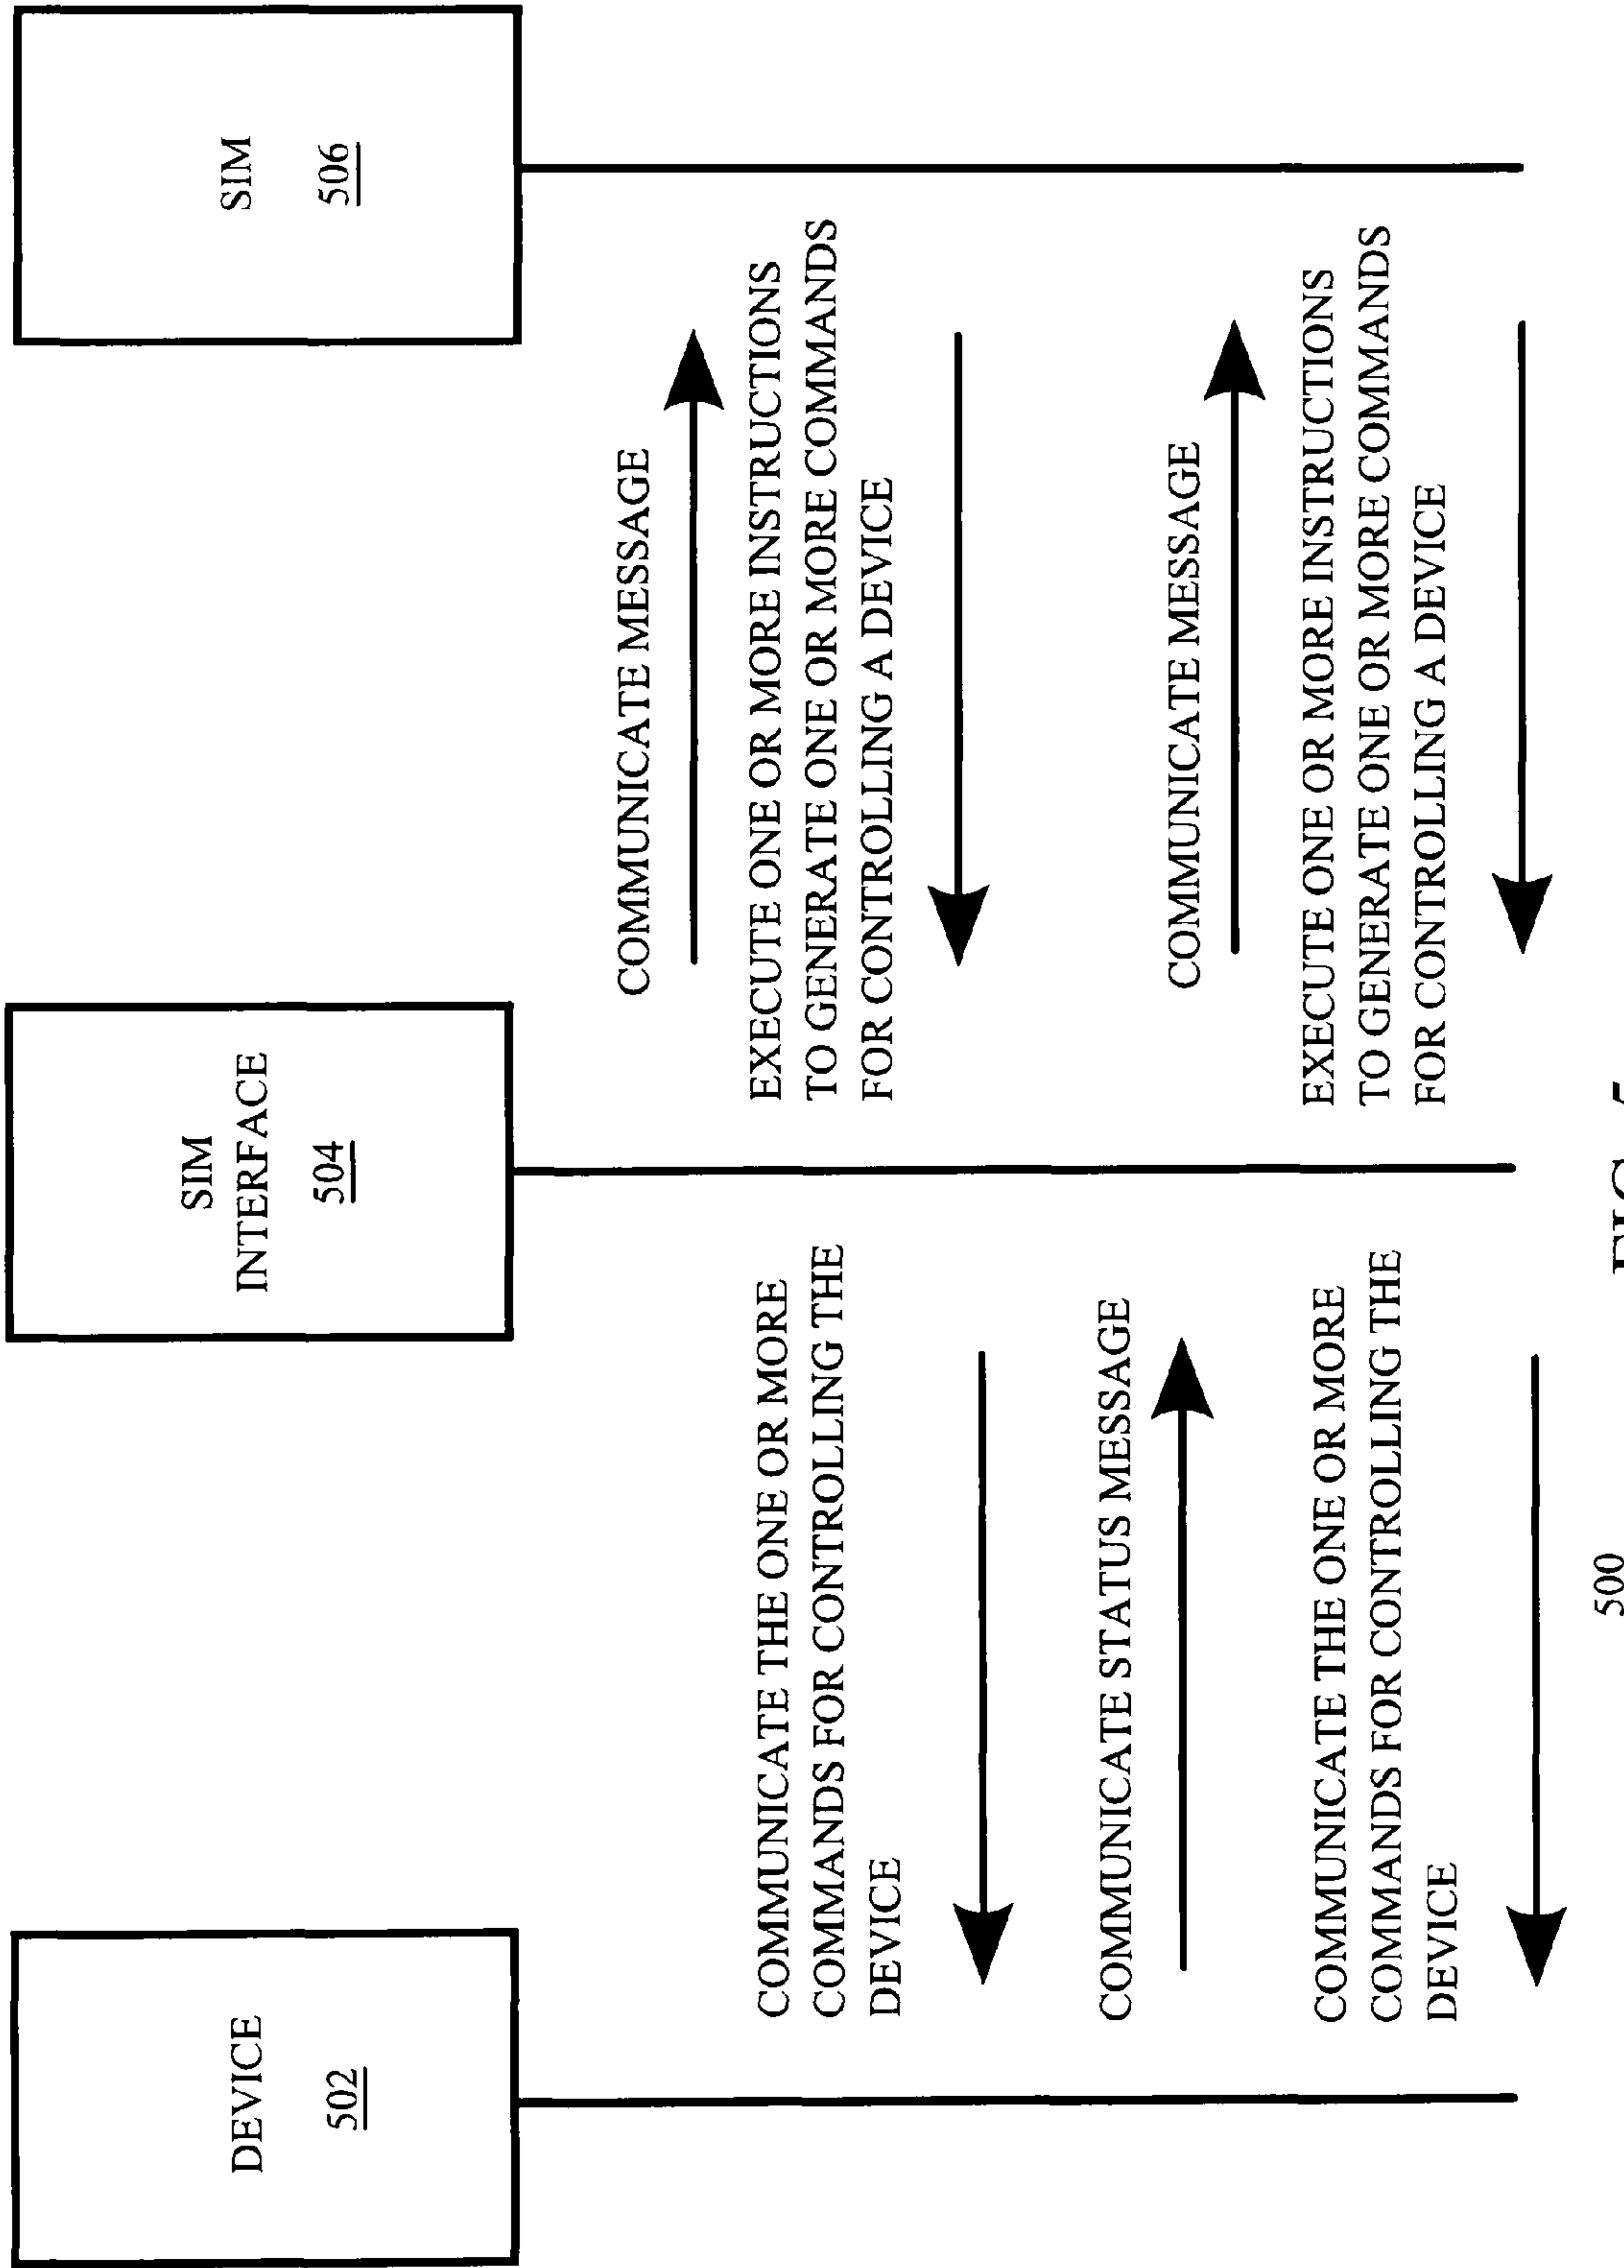 DEVICE
502
SIM
INTERFACE
504
SIM
506
COMMUNICATE MESSAGE
EXECUTE ONE OR MORE INSTRUCTIONS
TO GENERATE ONE OR MORE COMMANDS
FOR CONTROLLING A DEVICE
COMMUNICATE THE ONE OR MORE
COMMANDS FOR CONTROLLING THE
DEVICE
COMMUNICATE STATUS MESSAGE
COMMUNICATE MESSAGE
EXECUTE ONE OR MORE INSTRUCTIONS
TO GENERATE ONE OR MORE COMMANDS
FOR CONTROLLING A DEVICE
COMMUNICATE THE ONE OR MORE
COMMANDS FOR CONTROLLING THE
DEVICE
500